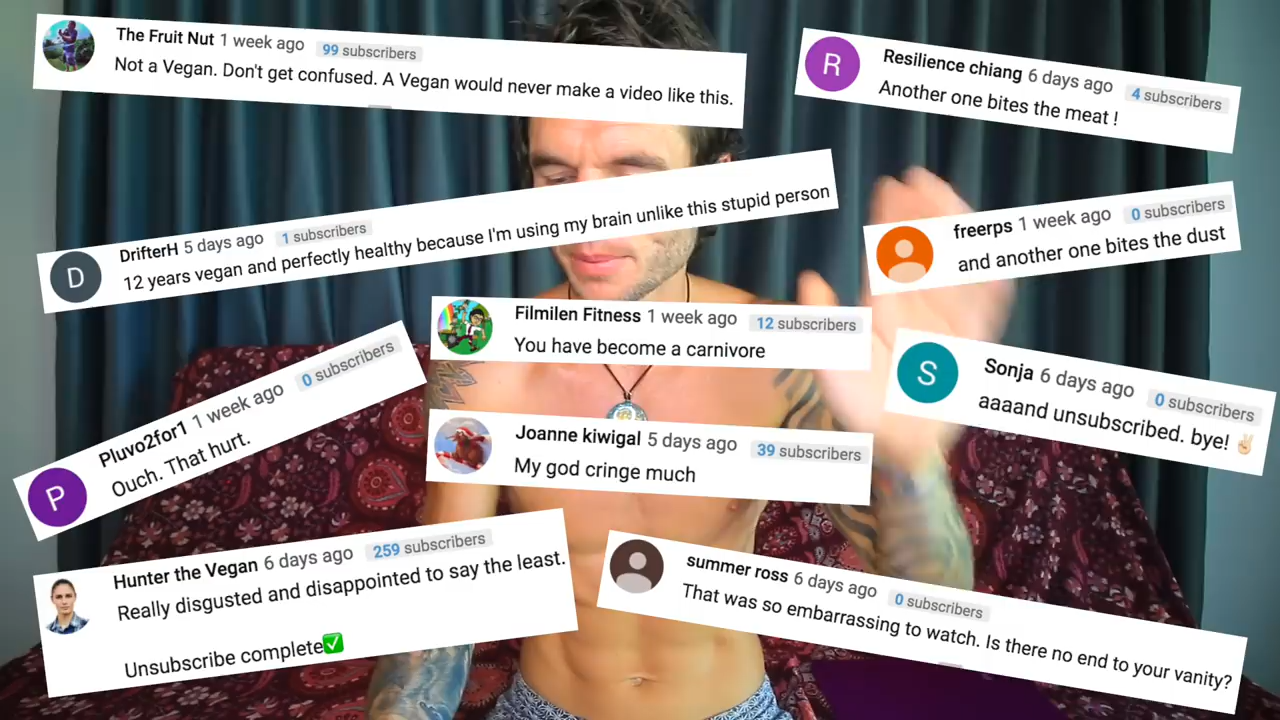 The Fruit Nut 1 week ago 99 subscribers
Not a Vegan. Don't get confused. A Vegan would never make a video like this.
R
Resilience chiang 6 days ago 4 subscribers
Another one bites the meat !
D
DrifterH 5 days ago 1 subscribers
12 years vegan and perfectly healthy because I'm using my brain unlike this stupid person
freerps 1 week ago 0 subscribers
and another one bites the dust
Filmilen Fitness 1 week ago 12 subscribers
You have become a carnivore
S
Sonja 6 days ago 0 subscribers
aaaand unsubscribed. bye! ✌🏻
P
Pluvo2for1 1 week ago 0 subscribers
Ouch. That hurt.
Joanne kiwigal 5 days ago 39 subscribers
My god cringe much
Hunter the Vegan 6 days ago 259 subscribers
Really disgusted and disappointed to say the least.
Unsubscribe complete✅
summer ross 6 days ago 0 subscribers
That was so embarrassing to watch. Is there no end to your vanity?